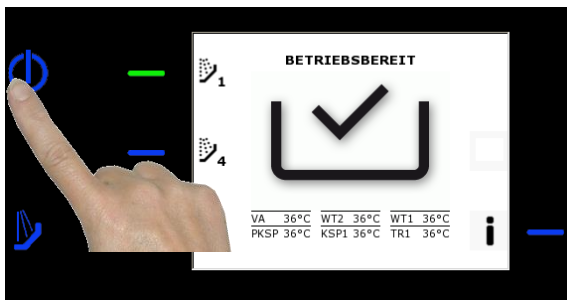 BETRIEBSBEREIT
1
4
VA 36°C WT2 36°C WT1 36°C
PKSP 36°C KSP1 36°C TR1 36°C
i